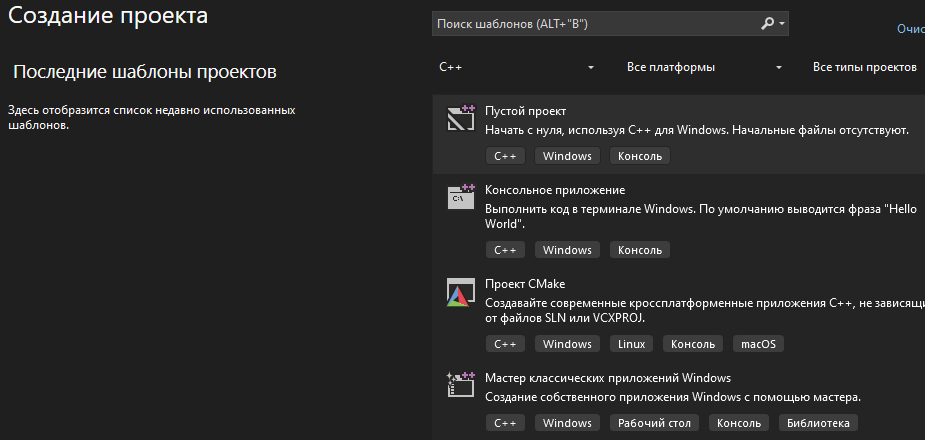 Создание проекта
Последние шаблоны проектов
Здесь отобразится список недавно использованных
шаблонов.
Поиск шаблонов (ALT+"B")
C++
Все платформы
Все типы проектов
Пустой проект
Начать с нуля, используя C++ для Windows. Начальные файлы отсутствуют.
C++ Windows Консоль
Консольное приложение
Выполнить код в терминале Windows. По умолчанию выводится фраза "Hello
World".
C++ Windows Консоль
Проект CMake
Создавайте современные кроссплатформенные приложения C++, не
от файлов SLN или VCXPROJ.
C++ Windows Linux Консоль macOS
Мастер классических приложений Windows
Создание собственного приложения Windows с помощью мастера.
C++ Windows Рабочий стол Консоль Библиотека